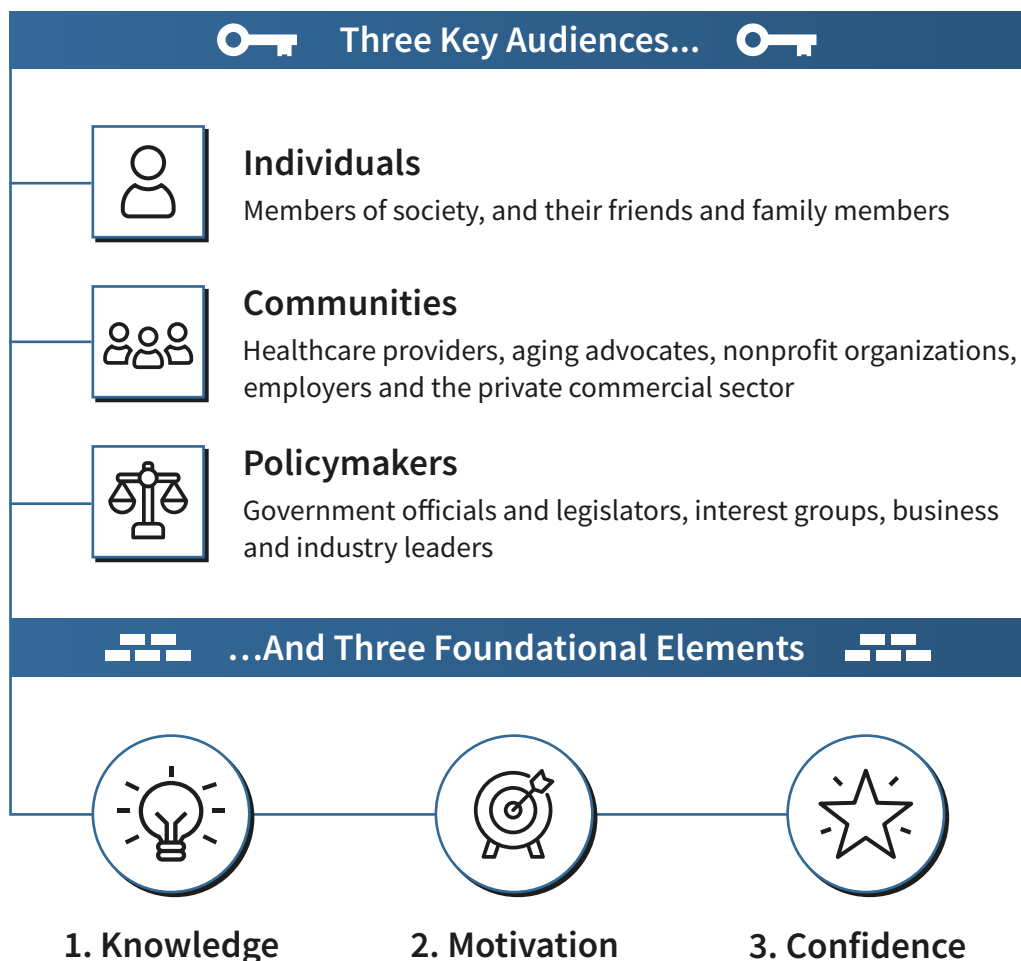 Three Key Audiences...
Individuals
Members of society, and their friends and family members
Communities
Healthcare providers, aging advocates, nonprofit organizations,
employers and the private commercial sector
Policymakers
Government officials and legislators, interest groups, business
and industry leaders
…And Three Foundational Elements
1. Knowledge
2. Motivation
3. Confidence